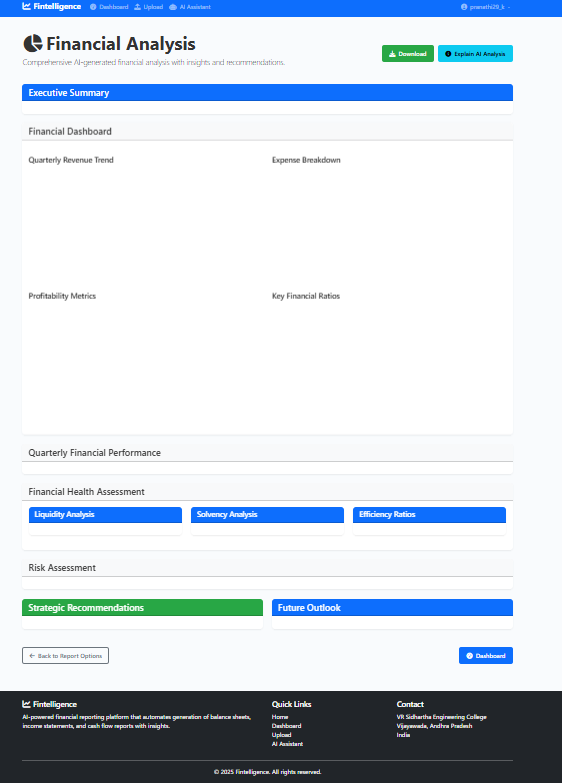 Fintelligence Dashboard Upload AI Assistant pranathi29_k
Financial Analysis
Comprehensive AI-generated financial analysis with insights and recommendations.
Download Explain AI Analysis
Executive Summary
Financial Dashboard
Quarterly Revenue Trend Expense Breakdown
Profitability Metrics Key Financial Ratios
Quarterly Financial Performance
Financial Health Assessment
Liquidity Analysis Solvency Analysis Efficiency Ratios
Risk Assessment
Strategic Recommendations Future Outlook
← Back to Report Options Dashboard
Fintelligence
AI-powered financial reporting platform that automates generation of balance sheets,
income statements, and cash flow reports with insights.
Quick Links
Home
Dashboard
Upload
AI Assistant
Contact
VR Sidhartha Engineering College
Vijayawada, Andhra Pradesh
India
© 2025 Fintelligence. All rights reserved.